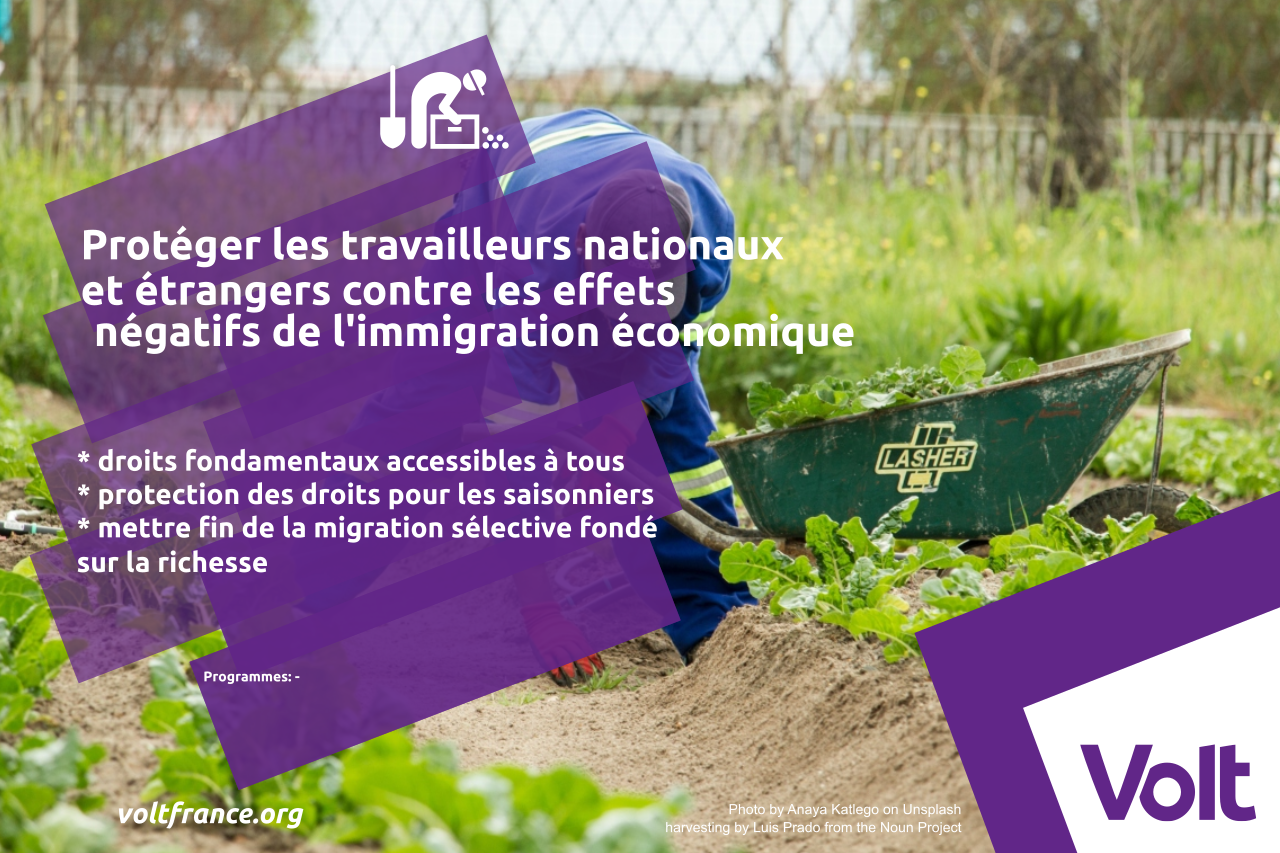 Protéger les travailleurs nationaux
et étrangers contre les effets
négatifs de l'immigration économique
* droits fondamentaux accessibles à tous
* protection des droits pour les saisonniers
* mettre fin de la migration sélective fondé
sur la richesse
LASHER
Programmes: -
voltfrance.org
Photo by Anaya Katlego on Unsplash
harvesting by Luis Prado from the Noun Project
Volt